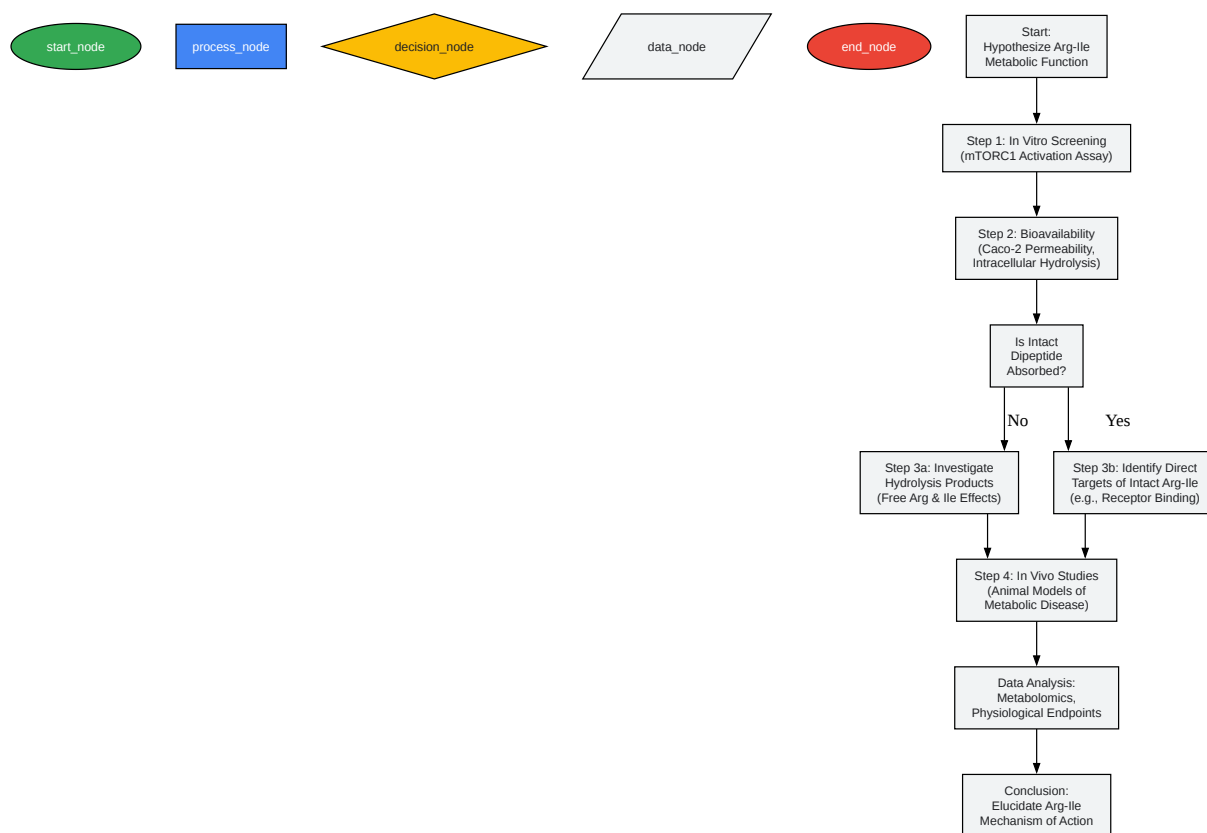 start_node
process_node
decision_node
data_node
end_node
Start:
Hypothesize Arg-Ile
Metabolic Function
Step 1: In Vitro Screening
(mTORC1 Activation Assay)
Step 2: Bioavailability
(Caco-2 Permeability,
Intracellular Hydrolysis)
Is Intact
Dipeptide
Absorbed?
No
Yes
Step 3a: Investigate
Hydrolysis Products
(Free Arg & Ile Effects)
Step 3b: Identify Direct
Targets of Intact Arg-Ile
(e.g., Receptor Binding)
Step 4: In Vivo Studies
(Animal Models of
Metabolic Disease)
Data Analysis:
Metabolomics,
Physiological Endpoints
Conclusion:
Elucidate Arg-Ile
Mechanism of Action